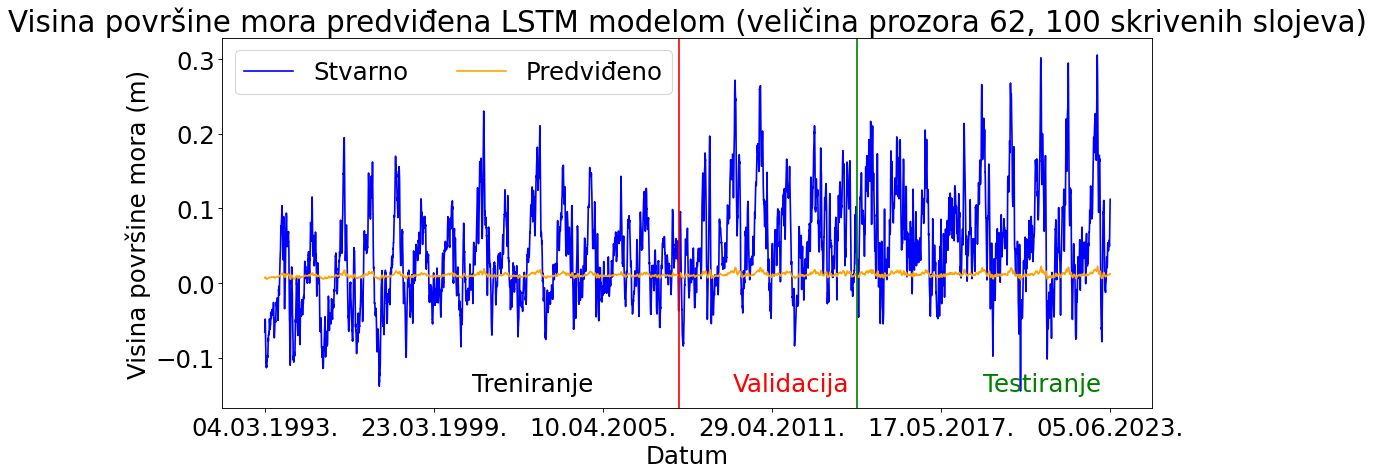 Visina površine mora predviđena LSTM modelom (veličina prozora 62, 100 skrivenih slojeva)
Stvarno Predviđeno
Visina površine mora (m)
0.3
0.2
0.1
0.0
−0.1
Treniranje Validacija Testiranje
04.03.1993. 23.03.1999. 10.04.2005. 29.04.2011. 17.05.2017. 05.06.2023.
Datum